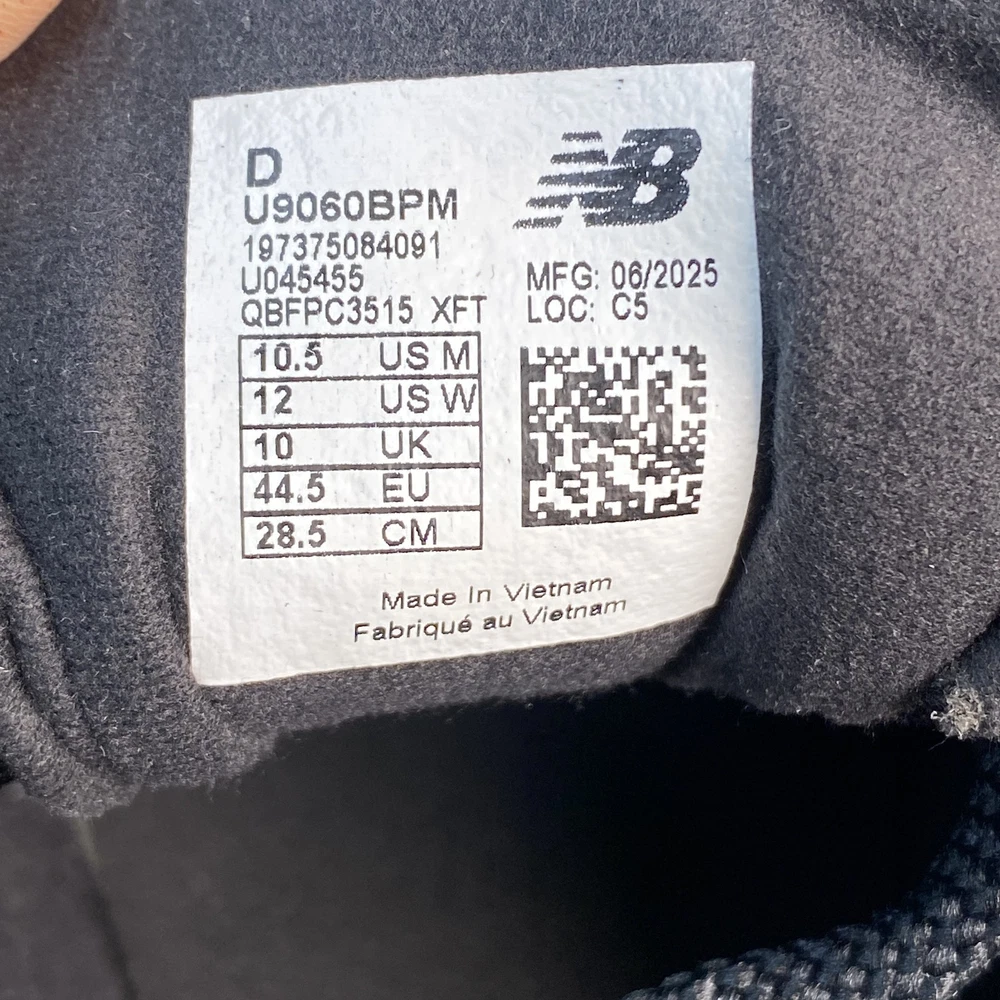 D
NB
U9060BPM
197375084091
U045455
QBFPC3515 XFT
MFG: 06/2025
LOC: C5
10.5 US M
12 US W
10 UK
44.5 EU
28.5 CM
Made In Vietnam
Fabriqué au Vietnam